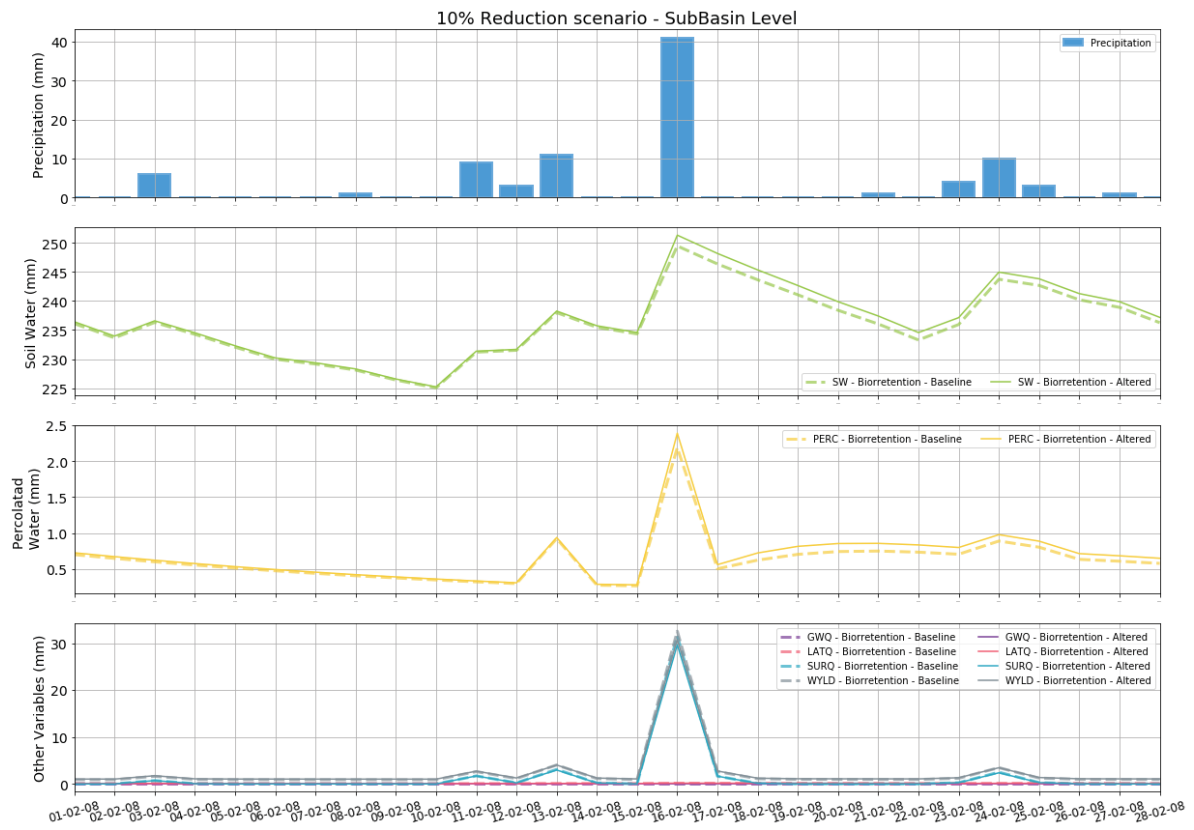 10% Reduction scenario - SubBasin Level
Precipitation (mm)
40
30
20
10
0
Precipitation
Soil Water (mm)
250
245
240
235
230
225
SW - Biorretention - Baseline SW - Biorretention - Altered
Percolatad
Water (mm)
2.5
2.0
1.5
1.0
0.5
PERC - Biorretention - Baseline PERC - Biorretention - Altered
Other Variables (mm)
30
20
10
0
GWQ - Biorretention - Baseline GWQ - Biorretention - Altered
LATQ - Biorretention - Baseline LATQ - Biorretention - Altered
SURQ - Biorretention - Baseline SURQ - Biorretention - Altered
WYLD - Biorretention - Baseline WYLD - Biorretention - Altered
01-02-08 02-02-08 03-02-08 04-02-08 05-02-08 06-02-08 07-02-08 08-02-08 09-02-08 10-02-08 11-02-08 12-02-08 13-02-08 14-02-08 15-02-08 16-02-08 17-02-08 18-02-08 19-02-08 20-02-08 21-02-08 22-02-08 23-02-08 24-02-08 25-02-08 26-02-08 27-02-08 28-02-08